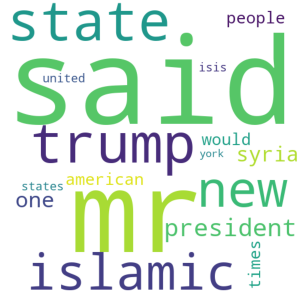 state
people
said
united
isis
trump
would
york
syria
states
american
mr
new
one
president
islamic
times